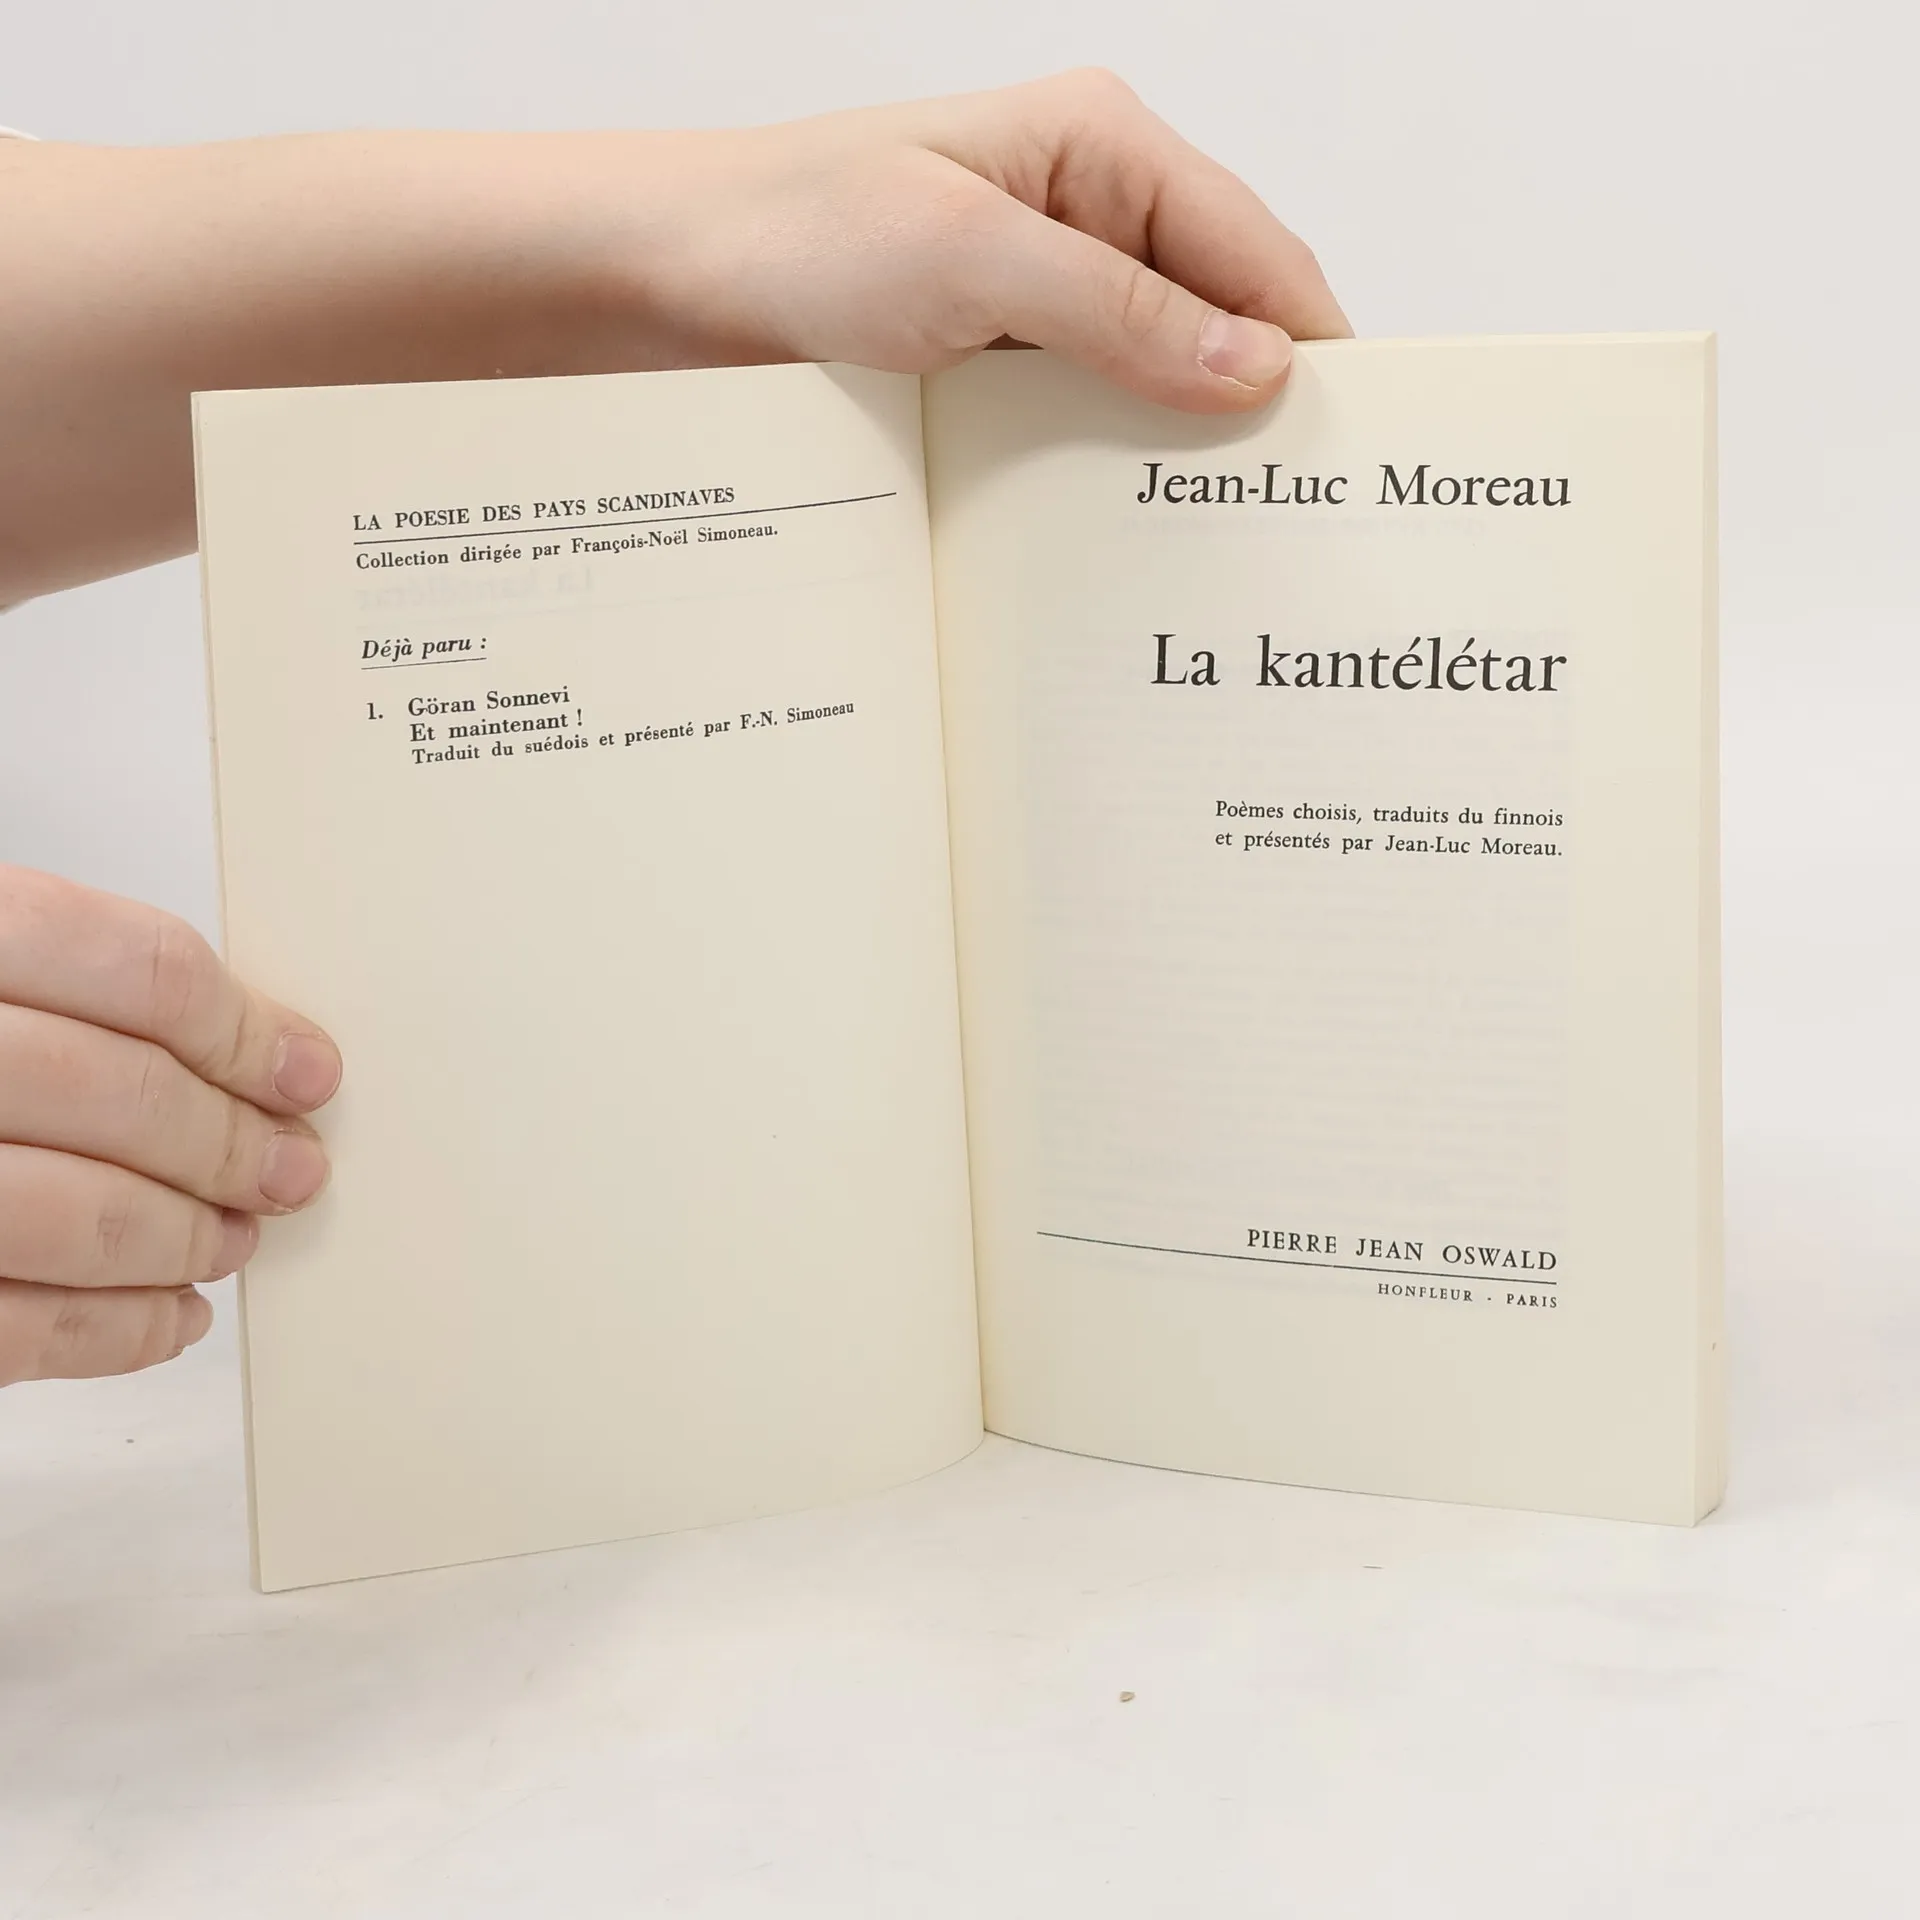 LA POESIE DES PAYS SCANDINAVES
Collection dirigée par François-Noël Simoneau.
Déjà paru :
1. Göran Sonnevi
Et maintenant !
Traduit du suédois et présenté par F.-N. Simoneau
Jean-Luc Moreau
La kantélétar
Poèmes choisis, traduits du finnois
et présentés par Jean-Luc Moreau.
PIERRE JEAN OSWALD
HONFLEUR - PARIS